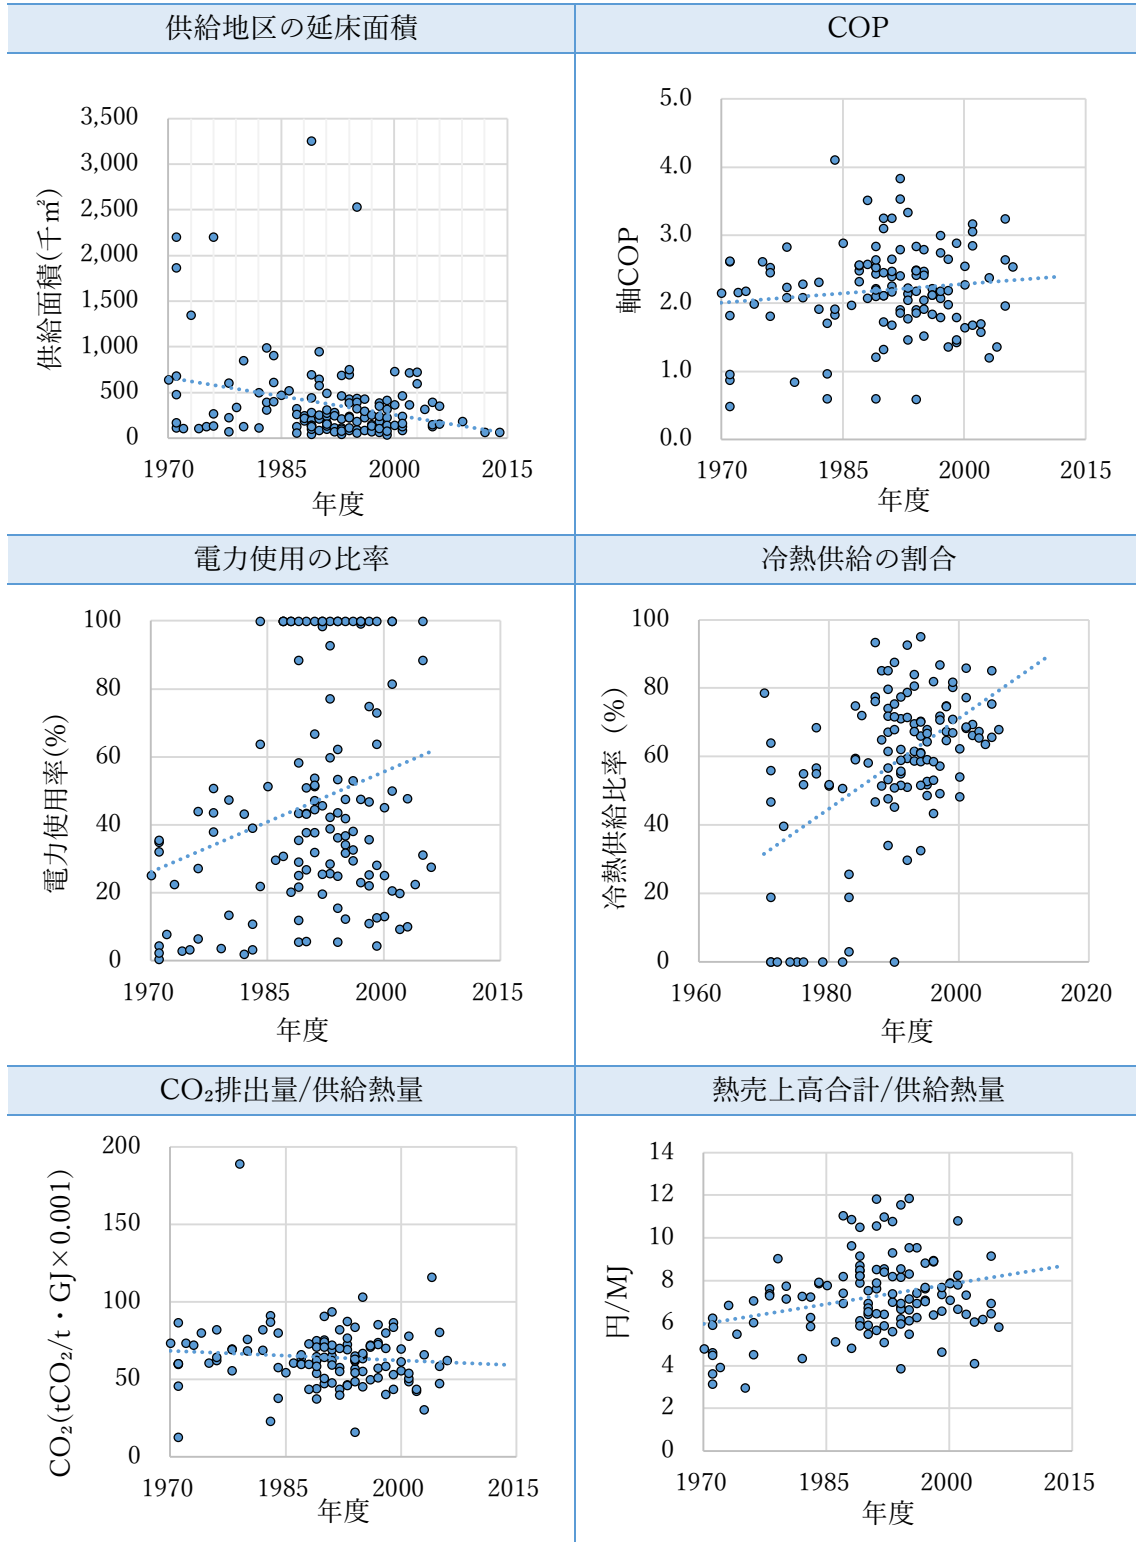 供給地区の延床面積
COP
3,500
3,000
2,500
2,000
1,500
1,000
500
0
供給面積(千㎡)
1970 1985 2000 2015
年度
5.0
4.0
3.0
2.0
1.0
0.0
軸COP
1970 1985 2000 2015
年度
電力使用の比率
冷熱供給の割合
100
80
60
40
20
0
電力使用率(%)
1970 1985 2000 2015
年度
100
80
60
40
20
0
冷熱供給比率 (%)
1960 1980 2000 2020
年度
CO₂排出量/供給熱量
熱売上高合計/供給熱量
200
150
100
50
0
CO₂(tCO₂/t・GJ×0.001)
1970 1985 2000 2015
年度
14
12
10
8
6
4
2
0
円/MJ
1970 1985 2000 2015
年度